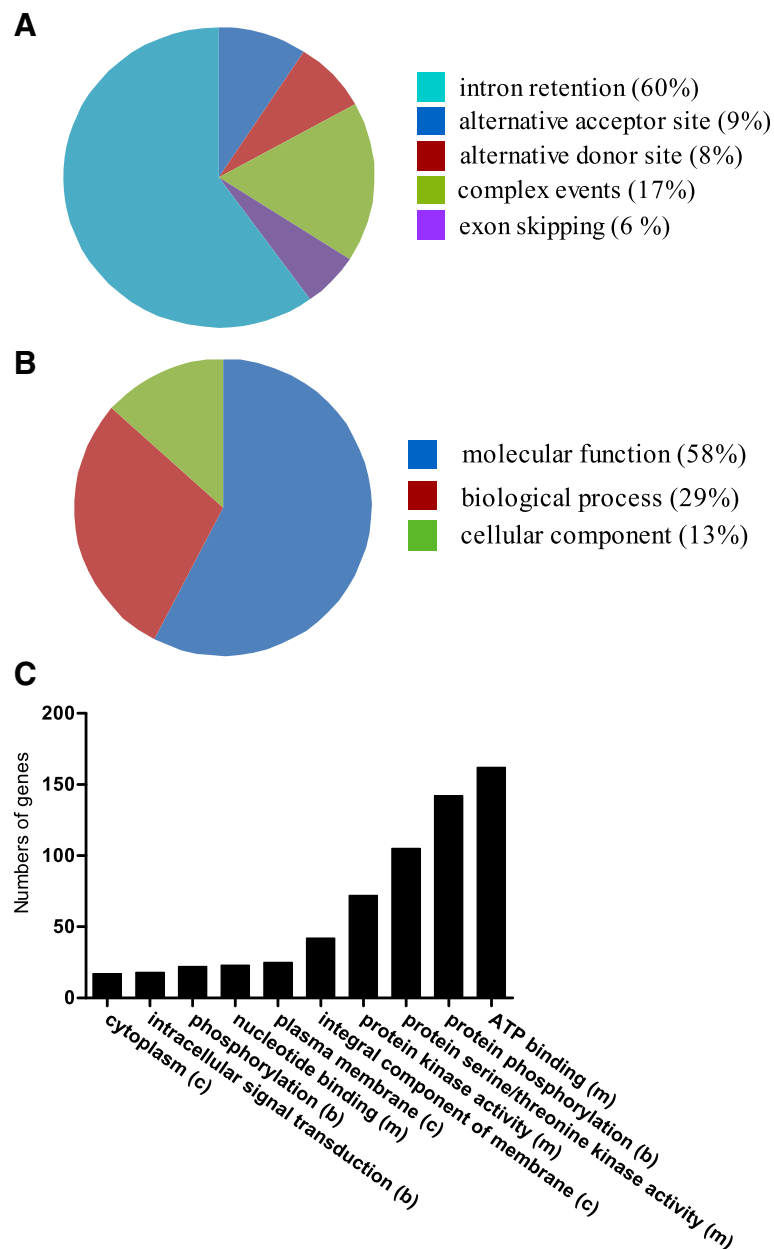 A
intron retention (60%)
alternative acceptor site (9%)
alternative donor site (8%)
complex events (17%)
exon skipping (6 %)
B
molecular function (58%)
biological process (29%)
cellular component (13%)
C
Numbers of genes
200
150
100
50
0
cytoplasm (c)
intracellular signal transduction (b)
phosphorylation (b)
nucleotide binding (m)
plasma membrane (c)
integral component of membrane (c)
protein kinase activity (m)
protein serine/threonine kinase activity (m)
protein phosphorylation (b)
ATP binding (m)